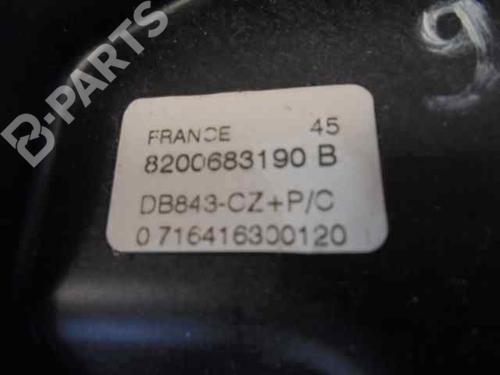 B-PARTS
FRANCE 45
8200683190 B
DB843-CZ+P/C
0 716416300120